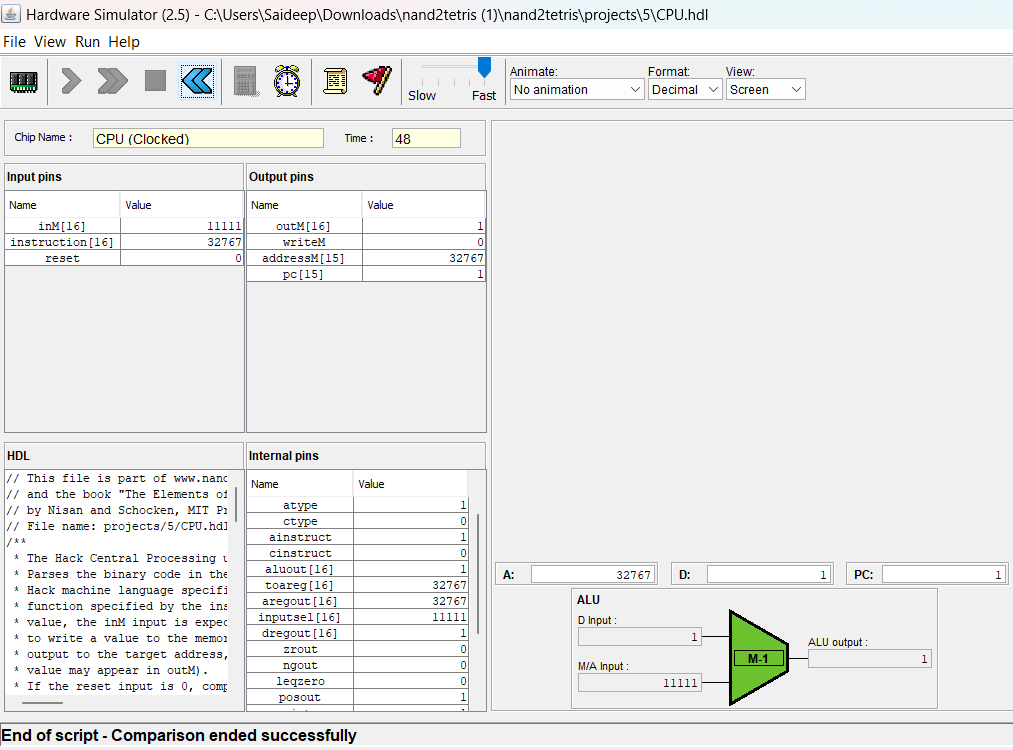 Hardware Simulator (2.5) - C:\Users\Saideep\Downloads\nand2tetris (1)\nand2tetris\projects\5\CPU.hdl
File View Run Help
Slow Fast
Animate: Format: View:
No animation Decimal Screen
Chip Name : CPU (Clocked) Time : 48
Input pins
Name Value
inM[16] 11111
instruction[16] 32767
reset 0
Output pins
Name Value
outM[16] 1
writeM 0
addressM[15] 32767
pc[15] 1
HDL
// This file is part of www.nand
// and the book "The Elements of
// by Nisan and Schocken, MIT Pr
// File name: projects/5/CPU.hdl
/**
* The Hack Central Processing u
* Parses the binary code in the
* Hack machine language specifi
* function specified by the ins
* value, the inM input is expec
* to write a value to the memor
* output to the target address,
* value may appear in outM).
* If the reset input is 0, comp
Internal pins
Name Value
atype 1
ctype 0
ainstruct 1
cinstruct 0
aluout[16] 1
toareg[16] 32767
aregout[16] 32767
inputsel[16] 11111
dregout[16] 1
zrout 0
ngout 0
leqzero 0
posout 1
A: 32767 D: 1 PC: 1
ALU
D Input :
1
M/A Input :
11111
M-1
ALU output :
1
End of script - Comparison ended successfully